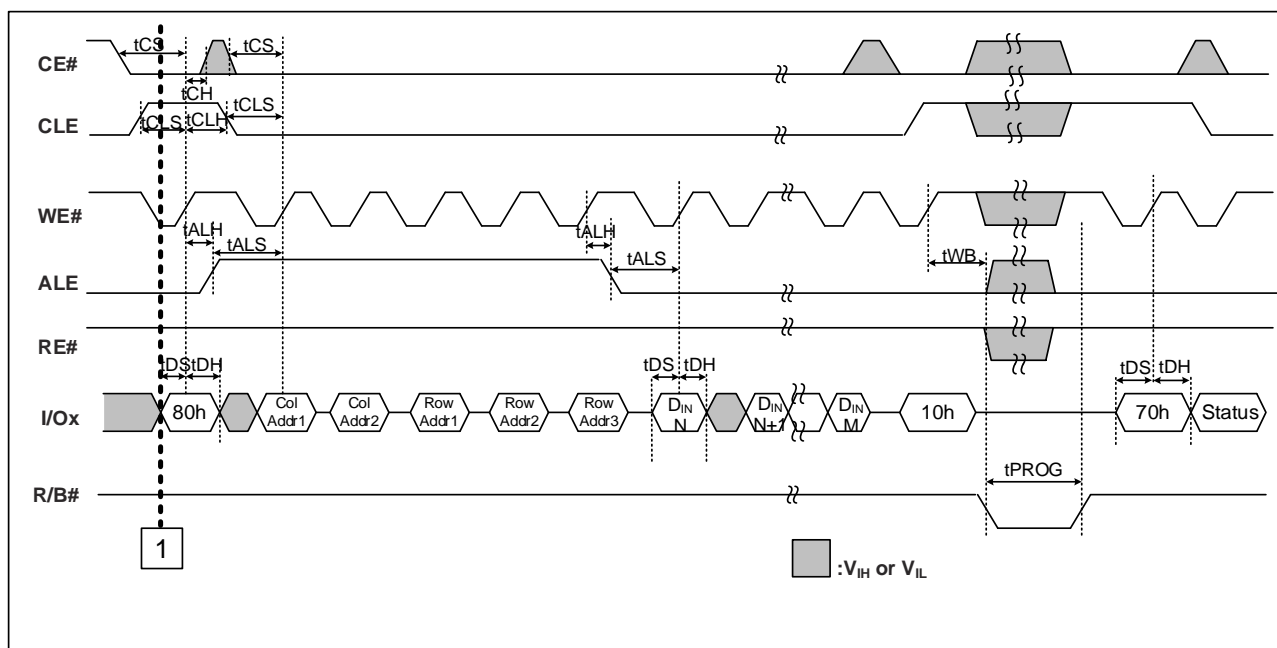 tCS tCS
CE#
tCH
tCLS
CLE
tCLS tCLH
WE#
tALH
tALH
tALS
tALS
tWB
ALE
RE#
tDS tDH
tDS tDH
tDS tDH
I/Ox
80h
Col Addr1
Col Addr2
Row Addr1
Row Addr2
Row Addr3
DIN N
DIN N+1
DIN M
10h
70h
Status
tPROG
R/B#
1
:VIH or VIL